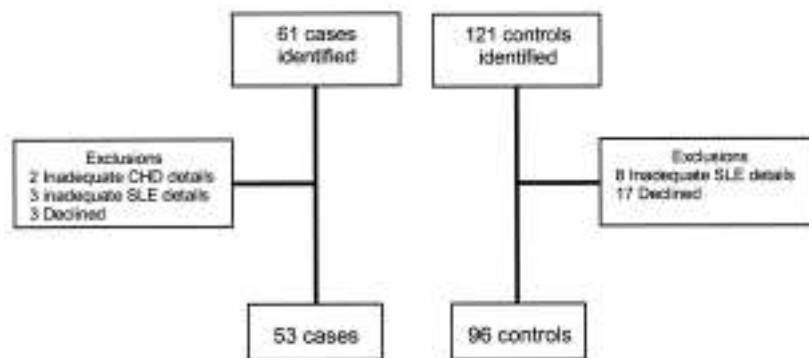 61 cases
identified
121 controls
identified
Exclusions
2 Inadequate CHD details
3 inadequate SLE details
3 Declined
Exclusions
8 Inadequate SLE details
17 Declined
53 cases
96 controls